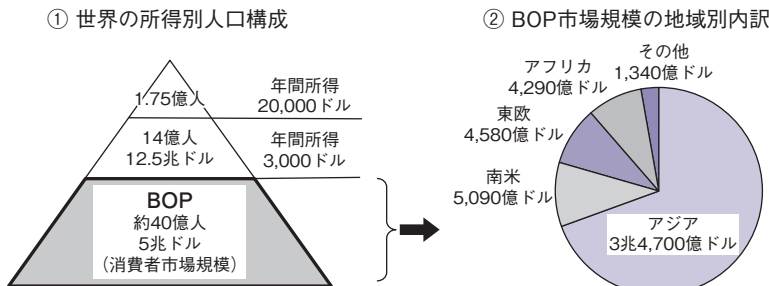 ① 世界の所得別人口構成
1.75億人
年間所得
20,000ドル
14億人
12.5兆ドル
年間所得
3,000ドル
BOP
約40億人
5兆ドル
（消費者市場規模）
② BOP市場規模の地域別内訳
その他
1,340億ドル
アフリカ
4,290億ドル
東欧
4,580億ドル
南米
5,090億ドル
アジア
3兆4,700億ドル